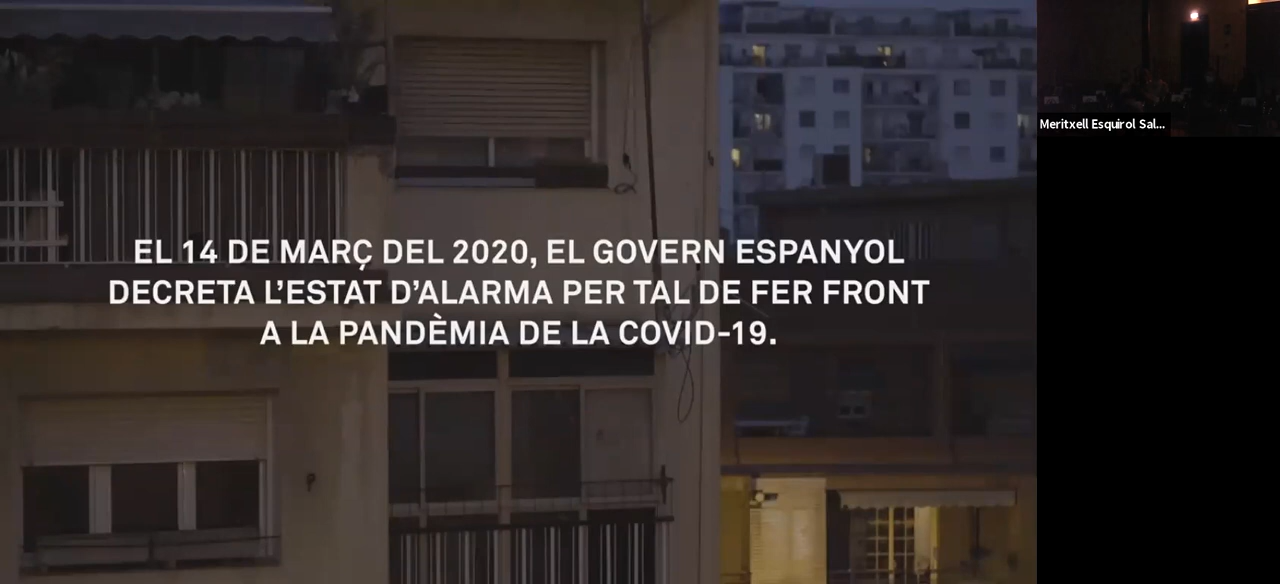 EL 14 DE MARÇ DEL 2020, EL GOVERN ESPANYOL
DECRETA L’ESTAT D’ALARMA PER TAL DE FER FRONT
A LA PANDÈMIA DE LA COVID-19.
Meritxell Esquirol Sal...